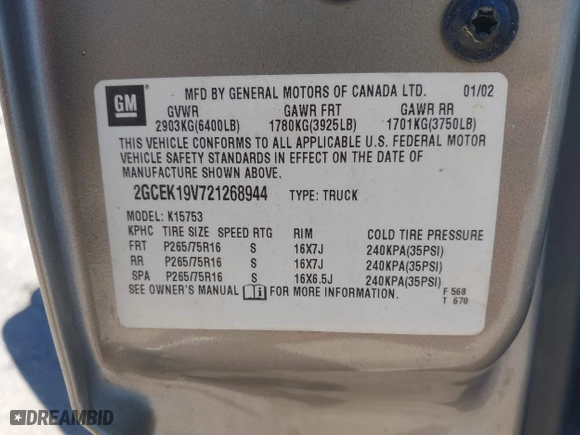 GM
MFD BY GENERAL MOTORS OF CANADA LTD. 01/02
GVWR GAWR FRT GAWR RR
2903KG(6400LB) 1780KG(3925LB) 1701KG(3750LB)
THIS VEHICLE CONFORMS TO ALL APPLICABLE U.S. FEDERAL MOTOR
VEHICLE SAFETY STANDARDS IN EFFECT ON THE DATE OF
MANUFACTURE SHOWN ABOVE.
2GCEK19V721268944 TYPE: TRUCK
MODEL: K15753
KPHC TIRE SIZE SPEED RTG RIM COLD TIRE PRESSURE
FRT P265/75R16 S 16X7J 240KPA(35PSI)
RR P265/75R16 S 16X7J 240KPA(35PSI)
SPA P265/75R16 S 16X6.5J 240KPA(35PSI)
SEE OWNER'S MANUAL FOR MORE INFORMATION.
F 568
T 670
DREAMBID